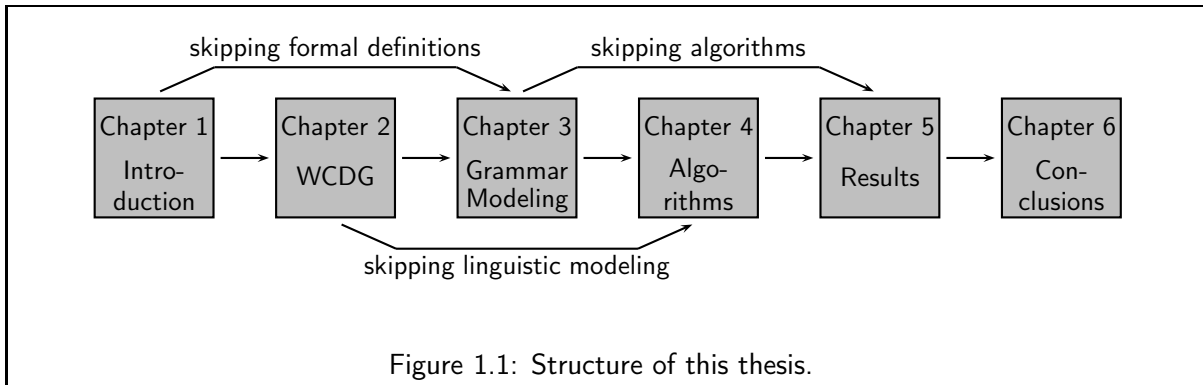 skipping formal definitions
skipping algorithms
Chapter 1
Intro-
duction
Chapter 2
WCDG
Chapter 3
Grammar
Modeling
Chapter 4
Algo-
rithms
Chapter 5
Results
Chapter 6
Con-
clusions
skipping linguistic modeling
Figure 1.1: Structure of this thesis.